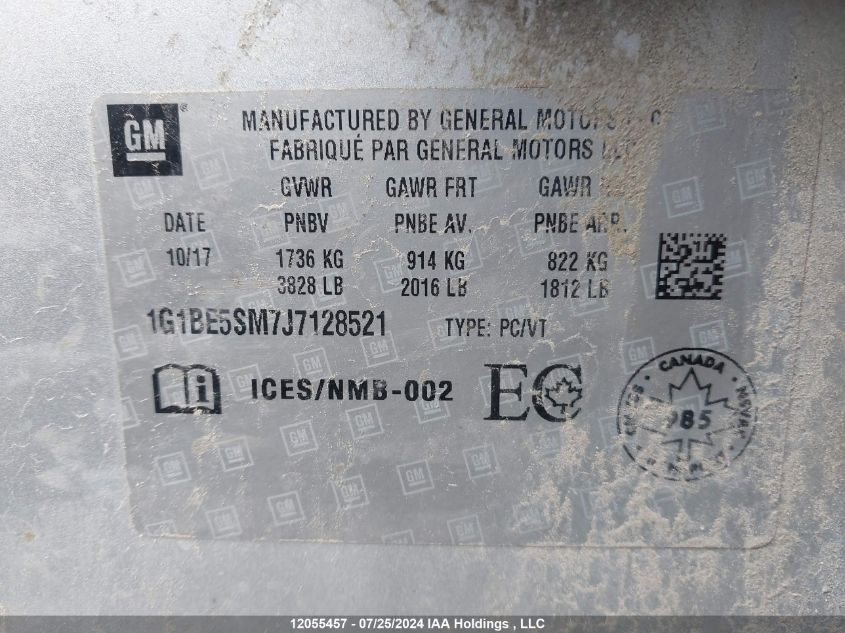 GM
MANUFACTURED BY GENERAL MOTORS
FABRIQUÉ PAR GENERAL MOTORS LLC
GVWR GAWR FRT GAWR
DATE PNBV PNBE AV. PNBE ARR.
10/17 1736 KG 914 KG 822 KG
3828 LB 2016 LB 1812 LB
1G1BE5SM7J7128521 TYPE: PC/VT
i ICES/NMB-002 EC
CANADA
985
12055457 - 07/25/2024 IAA Holdings , LLC